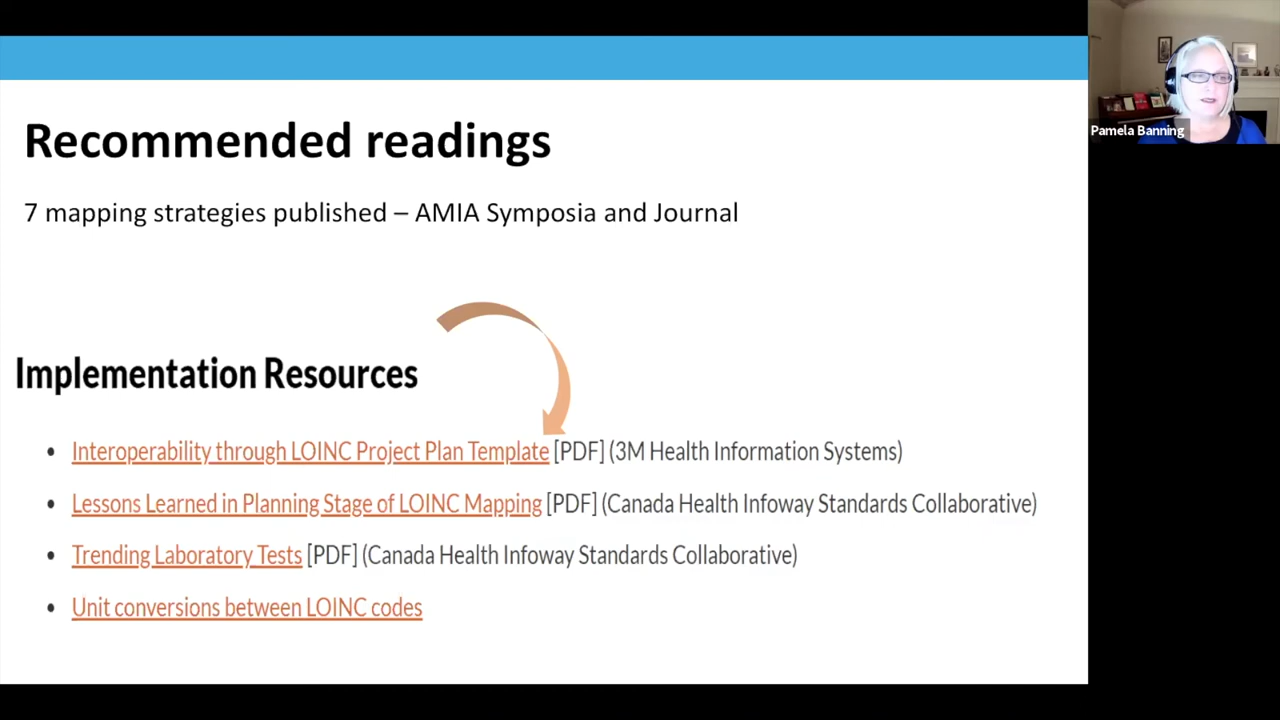 Recommended readings
7 mapping strategies published – AMIA Symposia and Journal
Implementation Resources
• Interoperability through LOINC Project Plan Template [PDF] (3M Health Information Systems)
• Lessons Learned in Planning Stage of LOINC Mapping [PDF] (Canada Health Infoway Standards Collaborative)
• Trending Laboratory Tests [PDF] (Canada Health Infoway Standards Collaborative)
• Unit conversions between LOINC codes
Pamela Banning